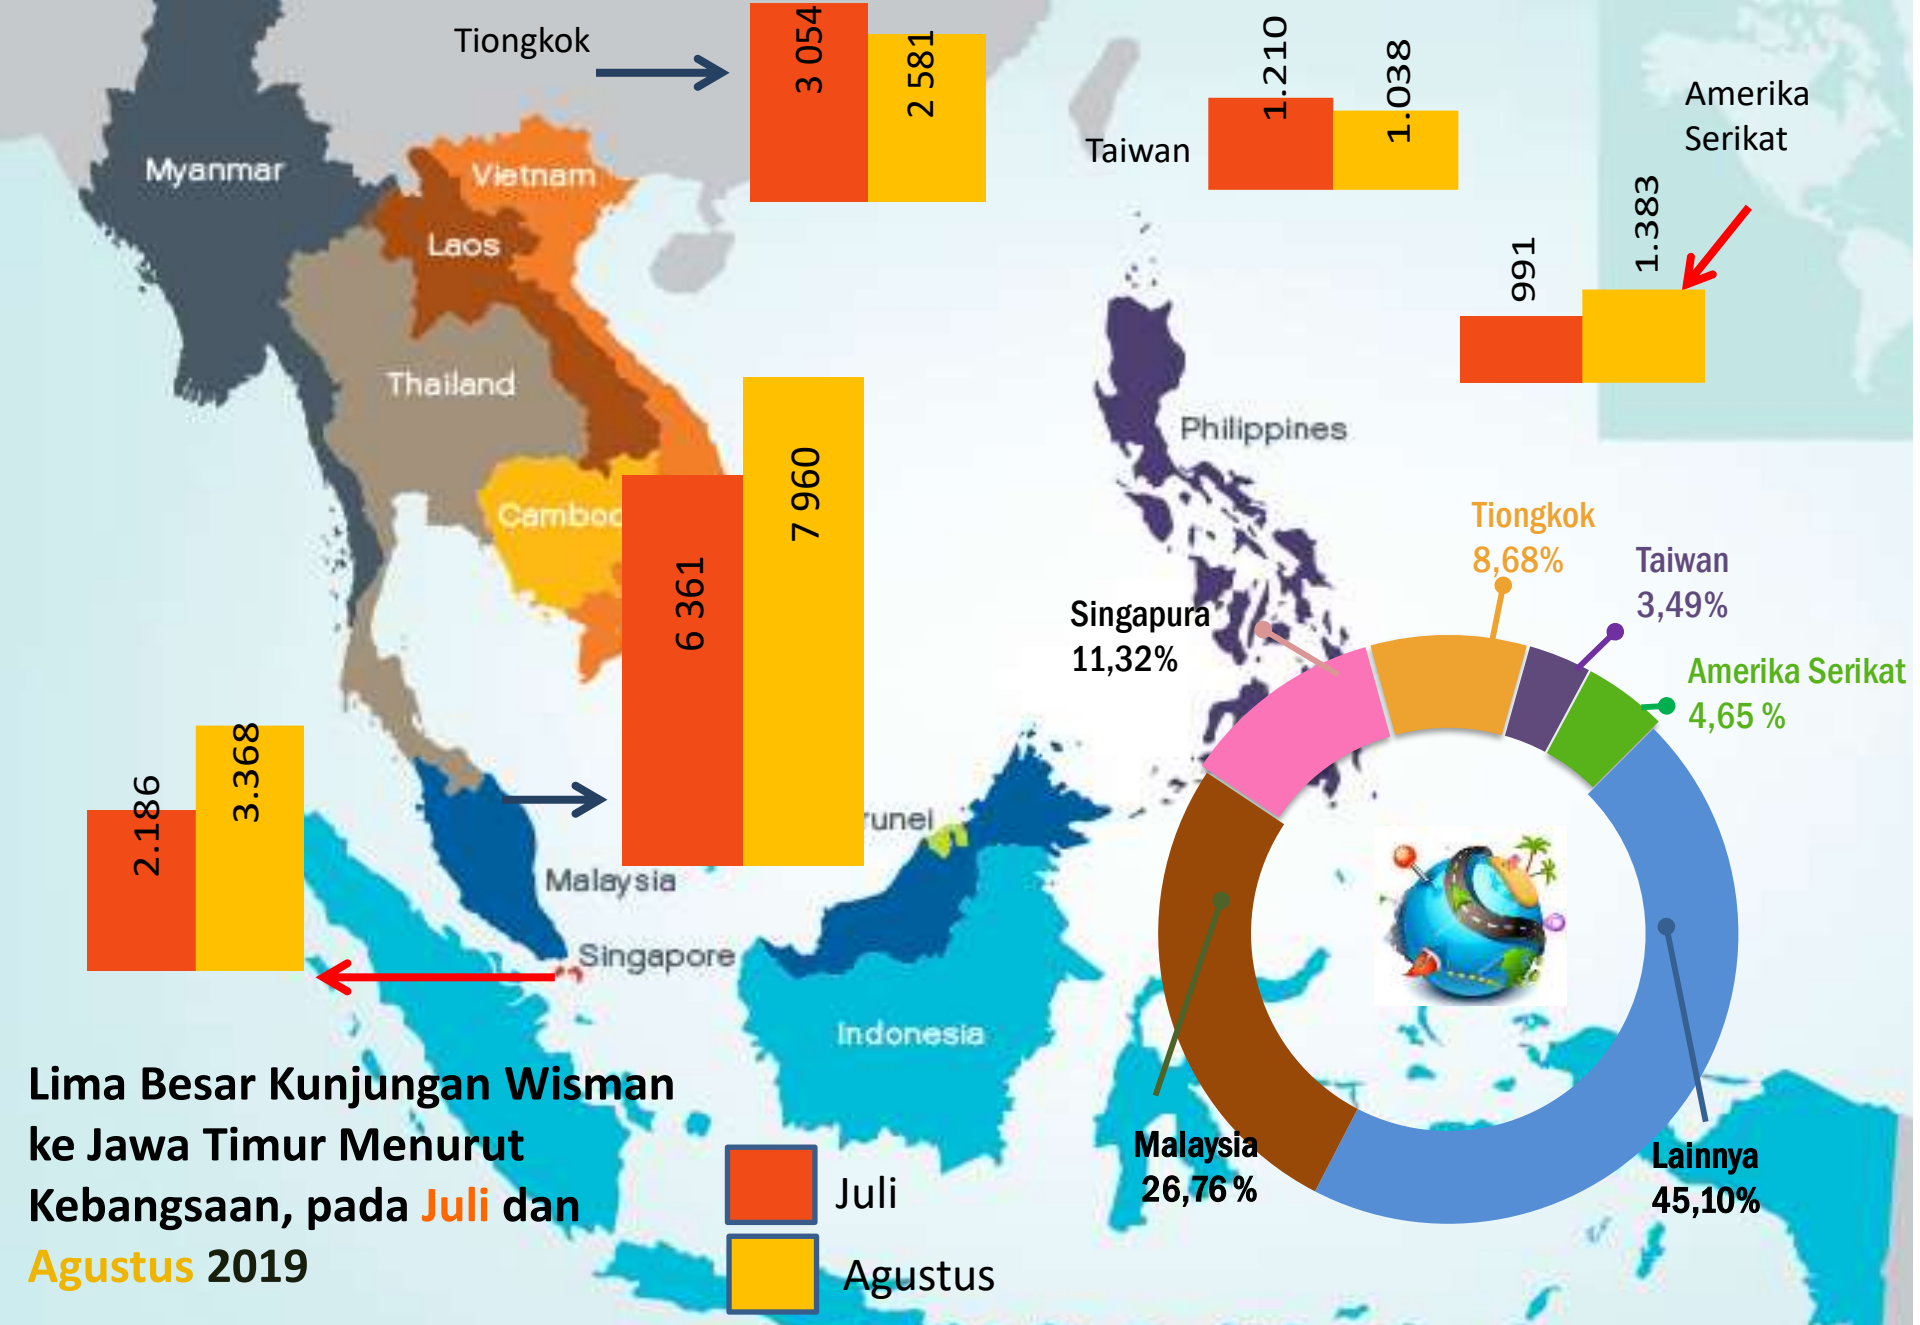 Tiongkok
3 054
2 581
1.210
1.038
Taiwan
Amerika
Serikat
991
1.383
Myanmar
Vietnam
Laos
Thailand
Philippines
6 361
7 960
Tiongkok
8,68%
Taiwan
3,49%
Singapura
11,32%
Amerika Serikat
4,65 %
2.186
3.368
Malaysia
Singapore
Indonesia
Malaysia
26,76 %
Lainnya
45,10%
Lima Besar Kunjungan Wisman
ke Jawa Timur Menurut
Kebangsaan, pada Juli dan
Agustus 2019
Juli
Agustus